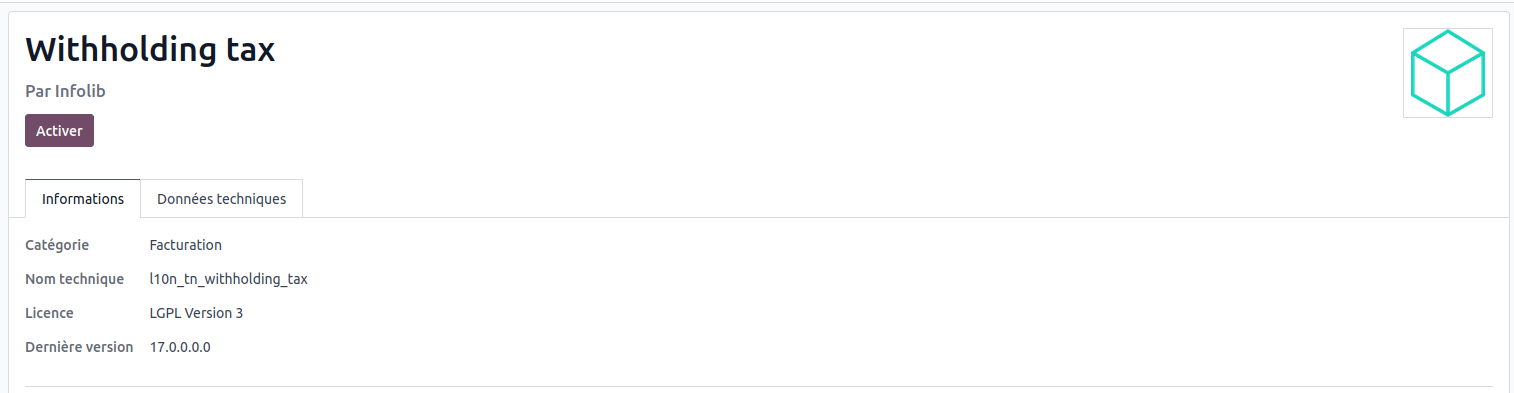 Withholding tax
Par Infolib
Activer
Informations Données techniques
Catégorie Facturation
Nom technique l10n_tn_withholding_tax
Licence LGPL Version 3
Dernière version 17.0.0.0.0